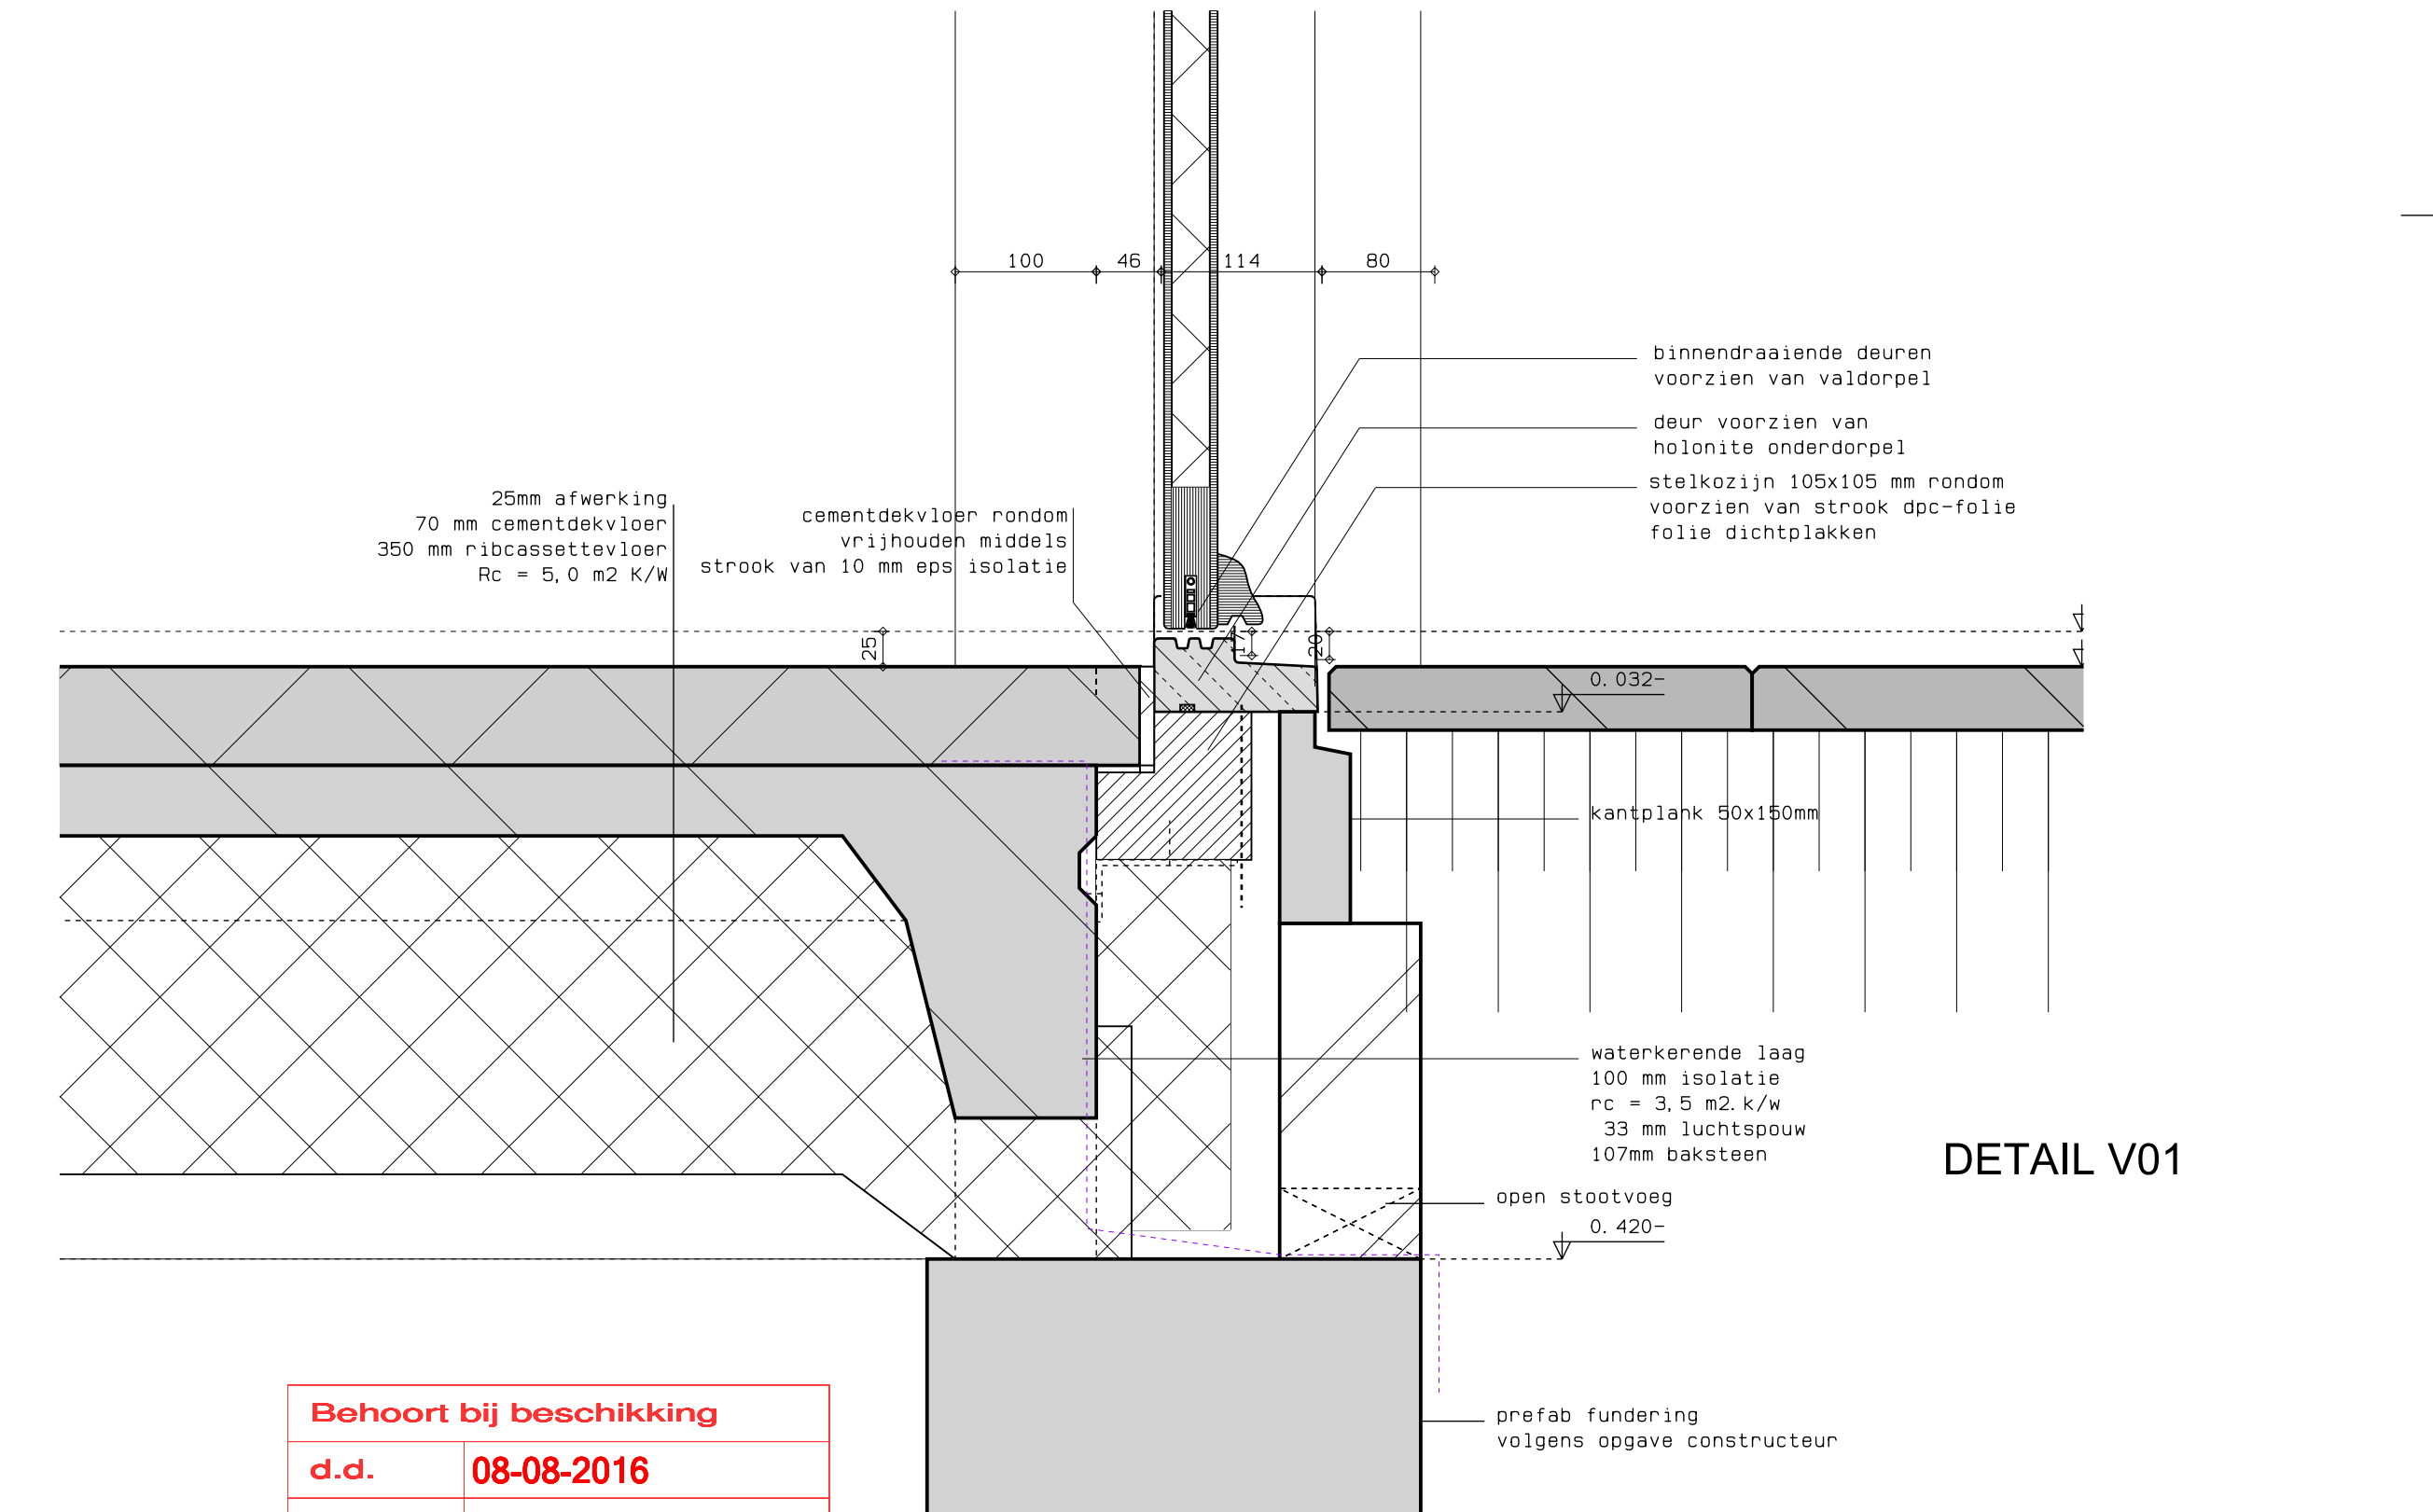 100
46
114
80
binnendraaiende deuren
voorzien van valdorpel
deur voorzien van
holonite onderdorpel
stelkozijn 105x105 mm rondom
voorzien van strook dpc-folie
folie dichtplakken
25mm afwerking
70 mm cementdekvloer
350 mm ribcassettevloer
Rc = 5,0 m2 K/W
cementdekvloer rondom
vrijhouden middels
strook van 10 mm eps isolatie
25
17
20
0.032-
kantplank 50x150mm
waterkerende laag
100 mm isolatie
rc = 3,5 m2.k/w
33 mm luchtspouw
107mm baksteen
DETAIL V01
open stootvoeg
0.420-
prefab fundering
volgens opgave constructeur
Behoort bij beschikking
d.d. 08-08-2016